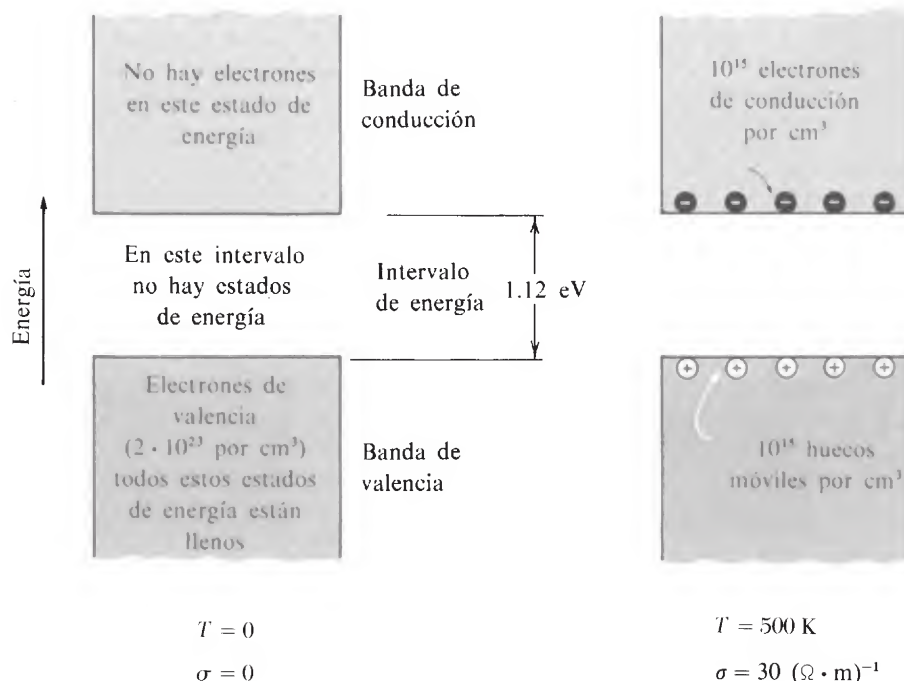 No hay electrones
en este estado de
energía
Banda de
conducción
10¹⁵ electrones
de conducción
por cm³
Energía
En este intervalo
no hay estados
de energía
Intervalo
de energía
1.12 eV
Electrones de
valencia
(2 · 10²³ por cm³)
todos estos estados
de energía están
llenos
Banda de
valencia
10¹⁵ huecos
móviles por cm³
T = 0
σ = 0
T = 500 K
σ = 30 (Ω · m)⁻¹